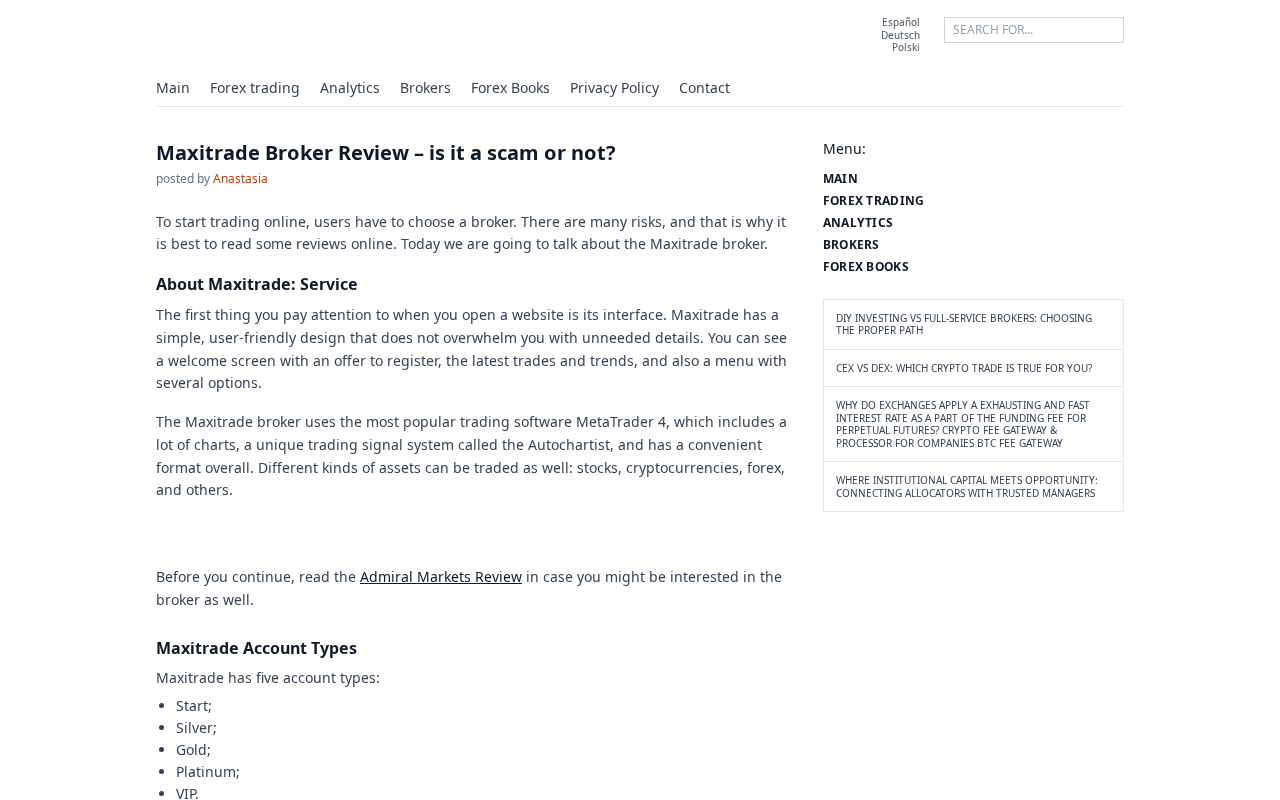 Español
Deutsch
Polski
SEARCH FOR...
Main Forex trading Analytics Brokers Forex Books Privacy Policy Contact
Maxitrade Broker Review – is it a scam or not?
posted by Anastasia
To start trading online, users have to choose a broker. There are many risks, and that is why it
is best to read some reviews online. Today we are going to talk about the Maxitrade broker.
About Maxitrade: Service
The first thing you pay attention to when you open a website is its interface. Maxitrade has a
simple, user-friendly design that does not overwhelm you with unneeded details. You can see
a welcome screen with an offer to register, the latest trades and trends, and also a menu with
several options.
The Maxitrade broker uses the most popular trading software MetaTrader 4, which includes a
lot of charts, a unique trading signal system called the Autochartist, and has a convenient
format overall. Different kinds of assets can be traded as well: stocks, cryptocurrencies, forex,
and others.
Before you continue, read the Admiral Markets Review in case you might be interested in the
broker as well.
Maxitrade Account Types
Maxitrade has five account types:
• Start;
• Silver;
• Gold;
• Platinum;
• VIP.
Menu:
MAIN
FOREX TRADING
ANALYTICS
BROKERS
FOREX BOOKS
DIY INVESTING VS FULL-SERVICE BROKERS: CHOOSING
THE PROPER PATH
CEX VS DEX: WHICH CRYPTO TRADE IS TRUE FOR YOU?
WHY DO EXCHANGES APPLY A EXHAUSTING AND FAST
INTEREST RATE AS A PART OF THE FUNDING FEE FOR
PERPETUAL FUTURES? CRYPTO FEE GATEWAY &
PROCESSOR FOR COMPANIES BTC FEE GATEWAY
WHERE INSTITUTIONAL CAPITAL MEETS OPPORTUNITY:
CONNECTING ALLOCATORS WITH TRUSTED MANAGERS